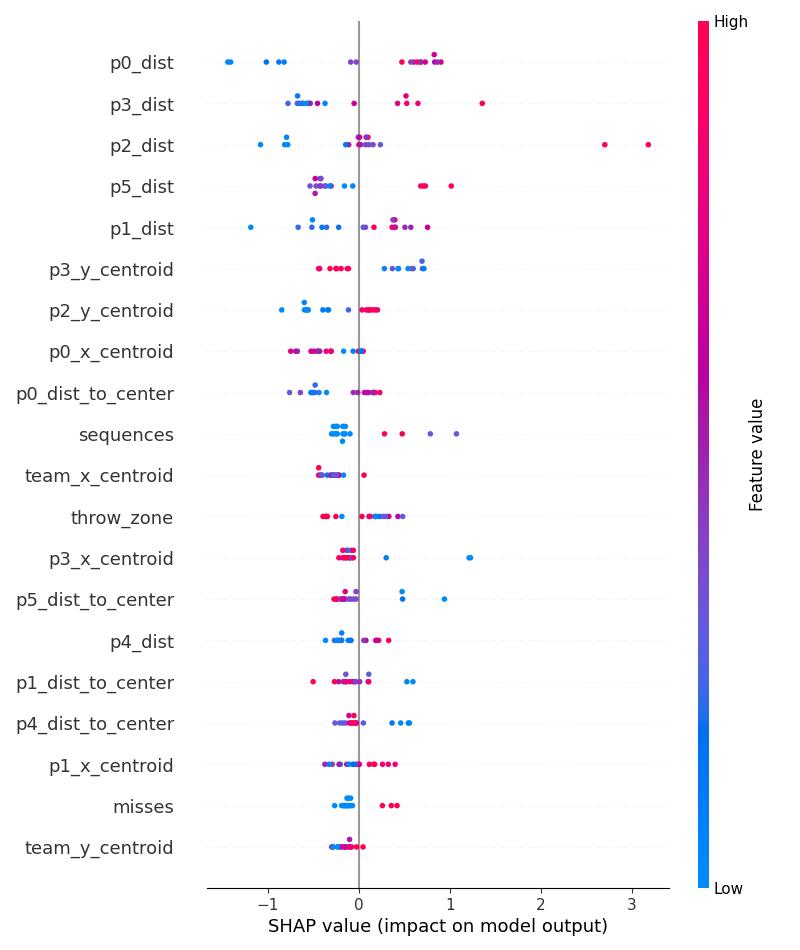 High
p0_dist
p3_dist
p2_dist
p5_dist
p1_dist
p3_y_centroid
p2_y_centroid
p0_x_centroid
p0_dist_to_center
sequences
team_x_centroid
throw_zone
p3_x_centroid
p5_dist_to_center
p4_dist
p1_dist_to_center
p4_dist_to_center
p1_x_centroid
misses
team_y_centroid
Feature value
Low
−1 0 1 2 3
SHAP value (impact on model output)